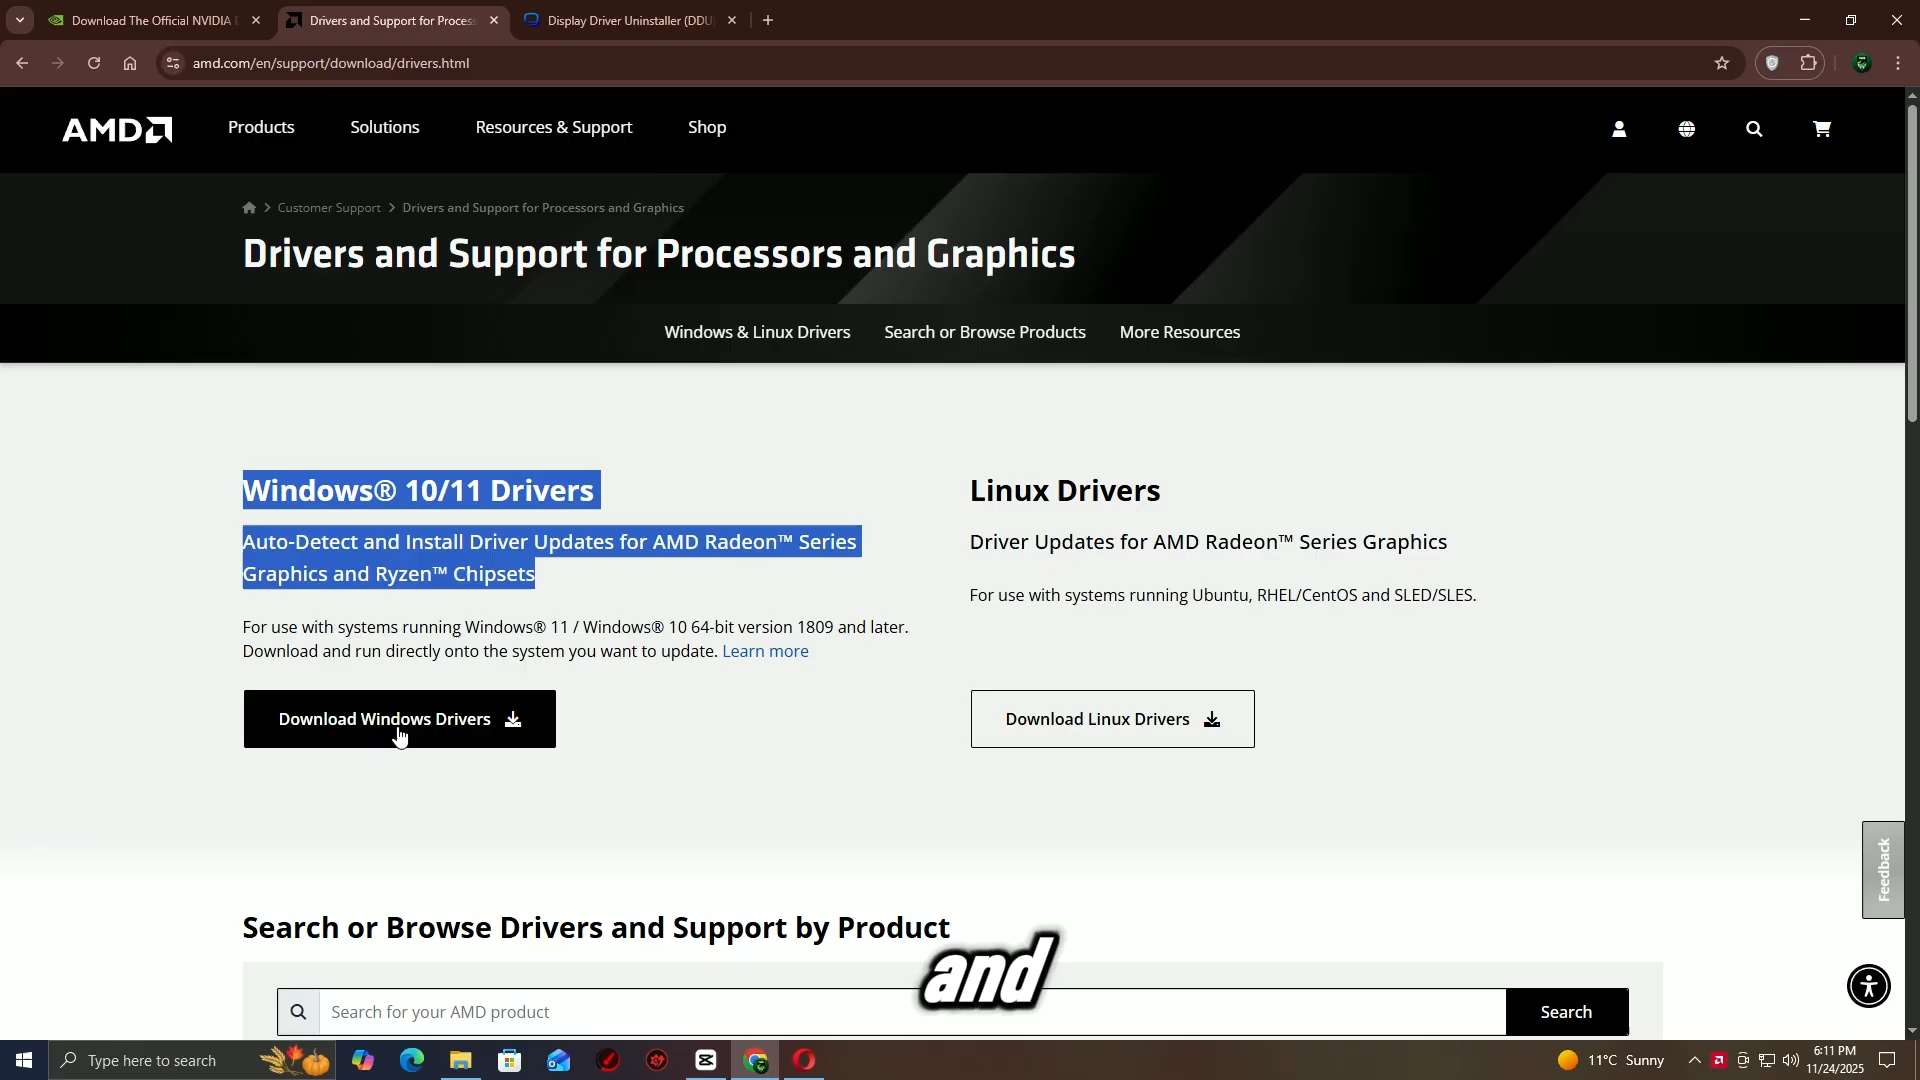 Download The Official NVIDIA
Drivers and Support for Process
Display Driver Uninstaller (DDU
amd.com/en/support/download/drivers.html
AMD
Products
Solutions
Resources & Support
Shop
Customer Support
Drivers and Support for Processors and Graphics
Drivers and Support for Processors and Graphics
Windows & Linux Drivers
Search or Browse Products
More Resources
Windows® 10/11 Drivers
Auto-Detect and Install Driver Updates for AMD Radeon™ Series
Graphics and Ryzen™ Chipsets
For use with systems running Windows® 11 / Windows® 10 64-bit version 1809 and later.
Download and run directly onto the system you want to update. Learn more
Download Windows Drivers
Linux Drivers
Driver Updates for AMD Radeon™ Series Graphics
For use with systems running Ubuntu, RHEL/CentOS and SLED/SLES.
Download Linux Drivers
Feedback
Search or Browse Drivers and Support by Product
and
Search for your AMD product
Search
Type here to search
11°C Sunny
6:11 PM
11/24/2025